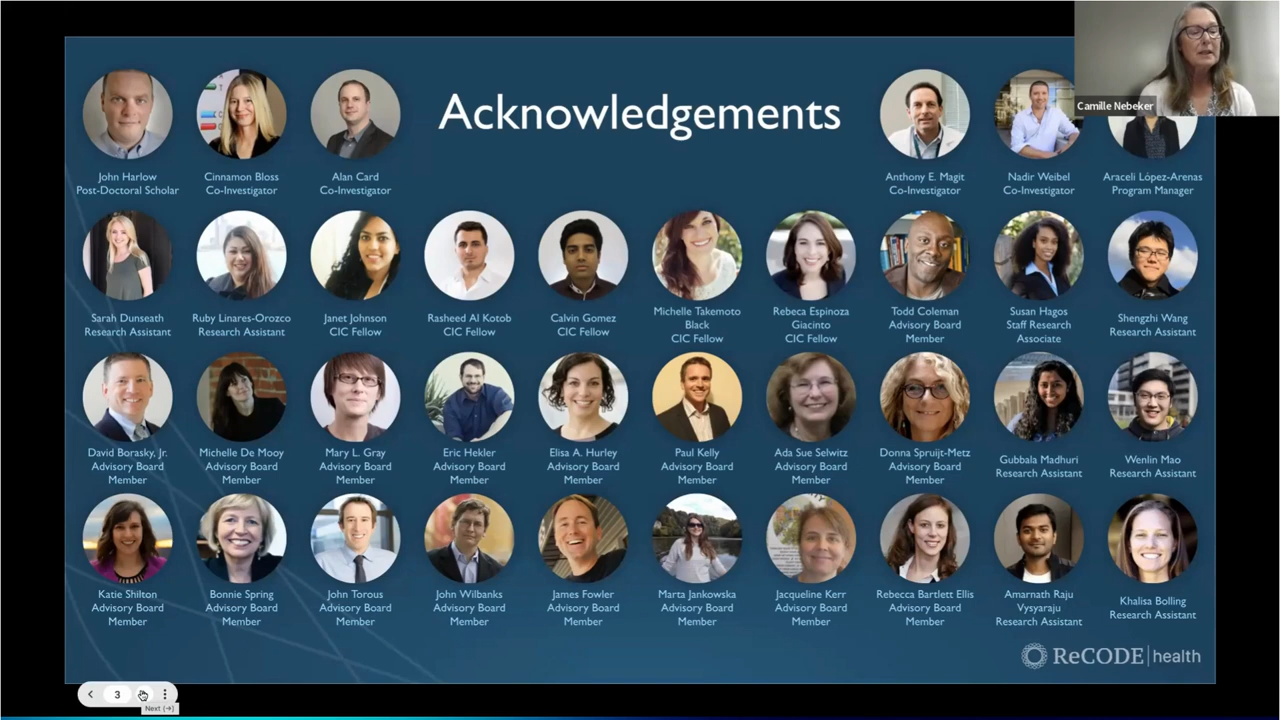 Acknowledgements
Camille Nebeker
John Harlow
Post-Doctoral Scholar
Cinnamon Bloss
Co-Investigator
Alan Card
Co-Investigator
Anthony E. Magit
Co-Investigator
Nadir Weibel
Co-Investigator
Araceli López-Arenas
Program Manager
Sarah Dunseath
Research Assistant
Ruby Linares-Orozco
Research Assistant
Janet Johnson
CIC Fellow
Rasheed Al Kotob
CIC Fellow
Calvin Gomez
CIC Fellow
Michelle Takemoto
Black
CIC Fellow
Rebeca Espinoza
Giacinto
CIC Fellow
Todd Coleman
Advisory Board
Member
Susan Hagos
Staff Research
Associate
Shengzhi Wang
Research Assistant
David Borasky, Jr.
Advisory Board
Member
Michelle De Mooy
Advisory Board
Member
Mary L. Gray
Advisory Board
Member
Eric Hekler
Advisory Board
Member
Elisa A. Hurley
Advisory Board
Member
Paul Kelly
Advisory Board
Member
Ada Sue Selwitz
Advisory Board
Member
Donna Spruijt-Metz
Advisory Board
Member
Gubbala Madhuri
Research Assistant
Wenlin Mao
Research Assistant
Katie Shilton
Advisory Board
Member
Bonnie Spring
Advisory Board
Member
John Torous
Advisory Board
Member
John Wilbanks
Advisory Board
Member
James Fowler
Advisory Board
Member
Marta Jankowska
Advisory Board
Member
Jacqueline Kerr
Advisory Board
Member
Rebecca Bartlett Ellis
Advisory Board
Member
Amarnath Raju
Vysyaraju
Research Assistant
Khalisa Bolling
Research Assistant
ReCODE health
3
Next (→)